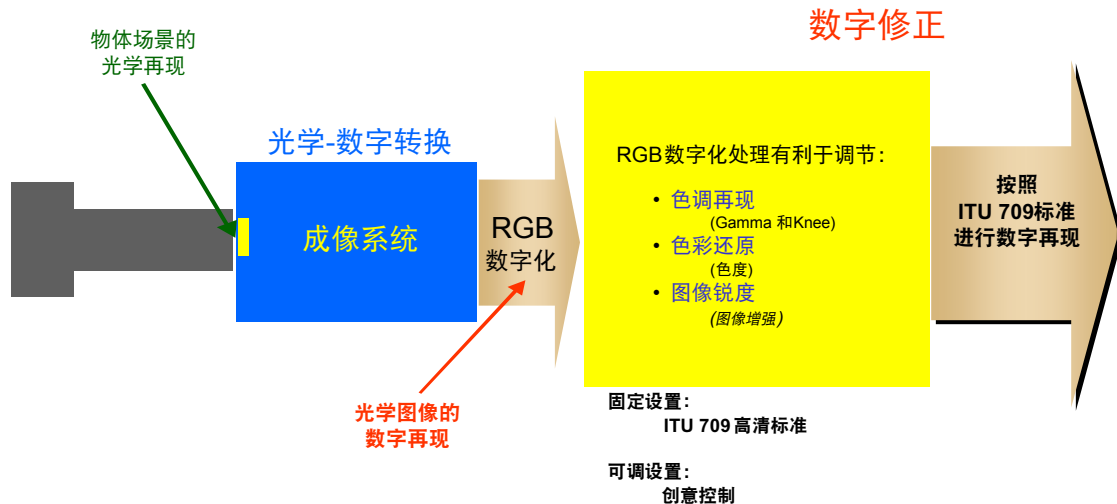 数字修正
物体场景的
光学再现
光学-数字转换
成像系统
RGB
数字化
RGB数字化处理有利于调节：
• 色调再现
(Gamma 和Knee)
• 色彩还原
(色度)
• 图像锐度
(图像增强)
按照
ITU 709标准
进行数字再现
光学图像的
数字再现
固定设置：
ITU 709 高清标准
可调设置：
创意控制